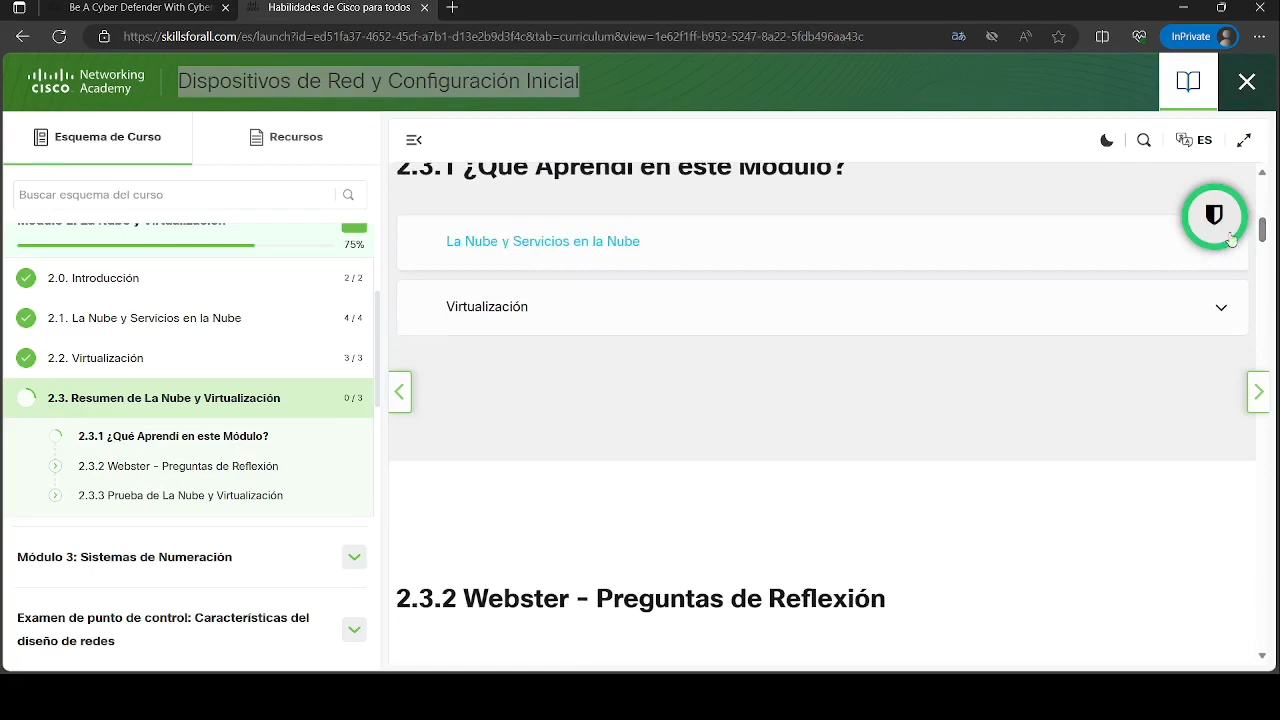 Be A Cyber Defender With Cyber
Habilidades de Cisco para todos
https://skillsforall.com/es/launch?id=ed51fa37-4652-45cf-a7b1-d13e2b9d3f4c&tab=curriculum&view=1e62f1ff-b952-5247-8a22-5fdb496aa43c
InPrivate
CISCO Networking Academy
Dispositivos de Red y Configuración Inicial
Esquema de Curso
Recursos
ES
Buscar esquema del curso
Módulo 2: La Nube y Virtualización
75%
2.0. Introducción 2 / 2
2.1. La Nube y Servicios en la Nube 4 / 4
2.2. Virtualización 3 / 3
2.3. Resumen de La Nube y Virtualización 0 / 3
2.3.1 ¿Qué Aprendí en este Módulo?
2.3.2 Webster - Preguntas de Reflexión
2.3.3 Prueba de La Nube y Virtualización
Módulo 3: Sistemas de Numeración
Examen de punto de control: Características del
diseño de redes
2.3.1 ¿Qué Aprendí en este Módulo?
La Nube y Servicios en la Nube
Virtualización
2.3.2 Webster - Preguntas de Reflexión